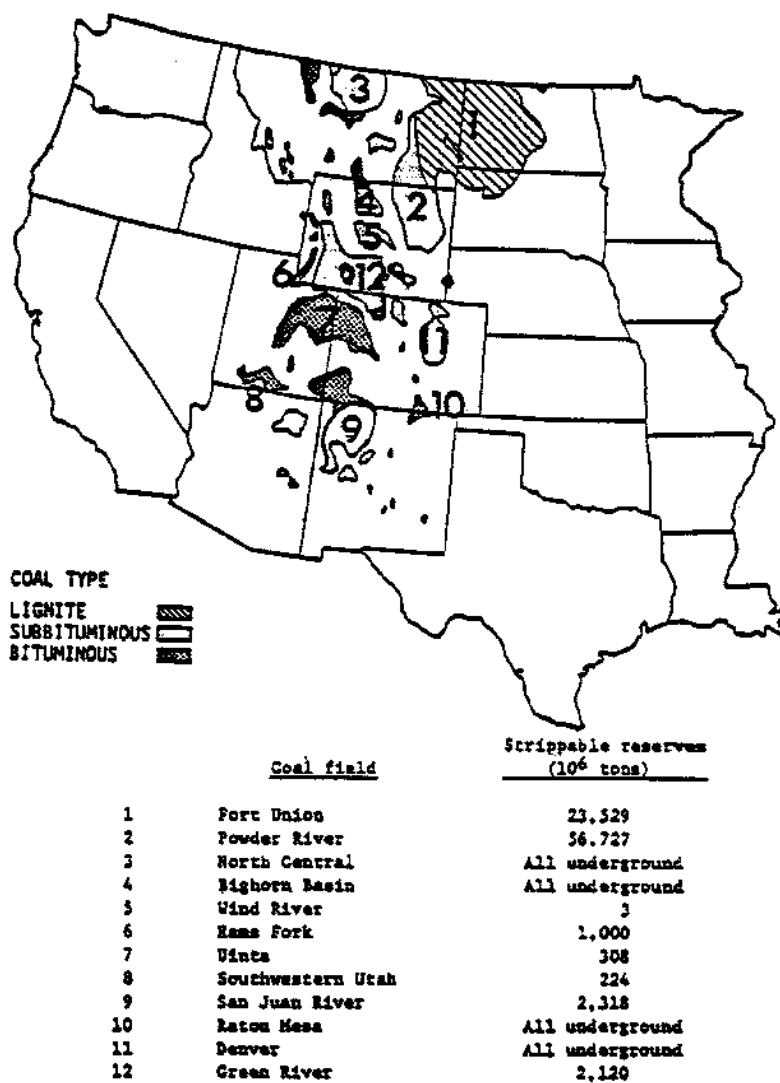 3
1
4
2
5
6
12
7
11
8
10
9
COAL TYPE
LIGNITE
SUBBITUMINOUS
BITUMINOUS
Coal field Strippable reserves (10⁶ tons)
1 Fort Union 23,529
2 Powder River 56.727
3 North Central All underground
4 Bighorn Basin All underground
5 Wind River 3
6 Hams Fork 1,000
7 Uinta 308
8 Southwestern Utah 224
9 San Juan River 2,318
10 Raton Mesa All underground
11 Denver All underground
12 Green River 2,120